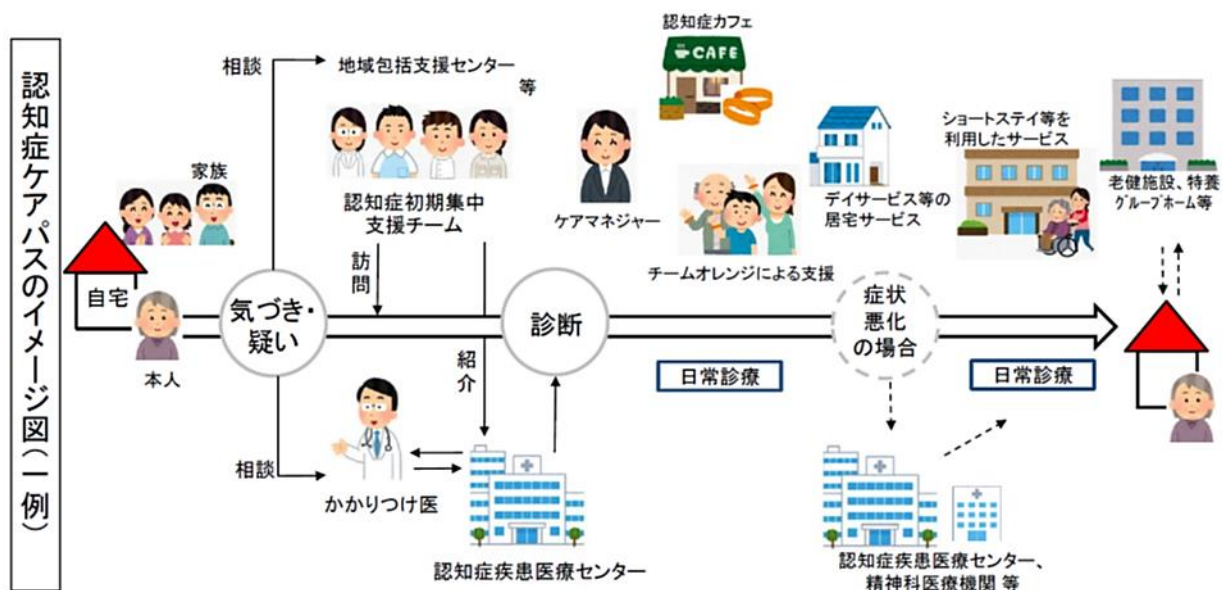 認知症ケアパスのイメージ図(一例)
自宅
本人
家族
気づき・
疑い
相談
地域包括支援センター
等
認知症初期集中
支援チーム
訪問
紹介
相談
かかりつけ医
認知症疾患医療センター
診断
ケアマネジャー
認知症カフェ
CAFE
チームオレンジによる支援
デイサービス等の
居宅サービス
日常診療
症状
悪化
の場合
認知症疾患医療センター、
精神科医療機関 等
ショートステイ等を
利用したサービス
日常診療
老健施設、特養
グループホーム等